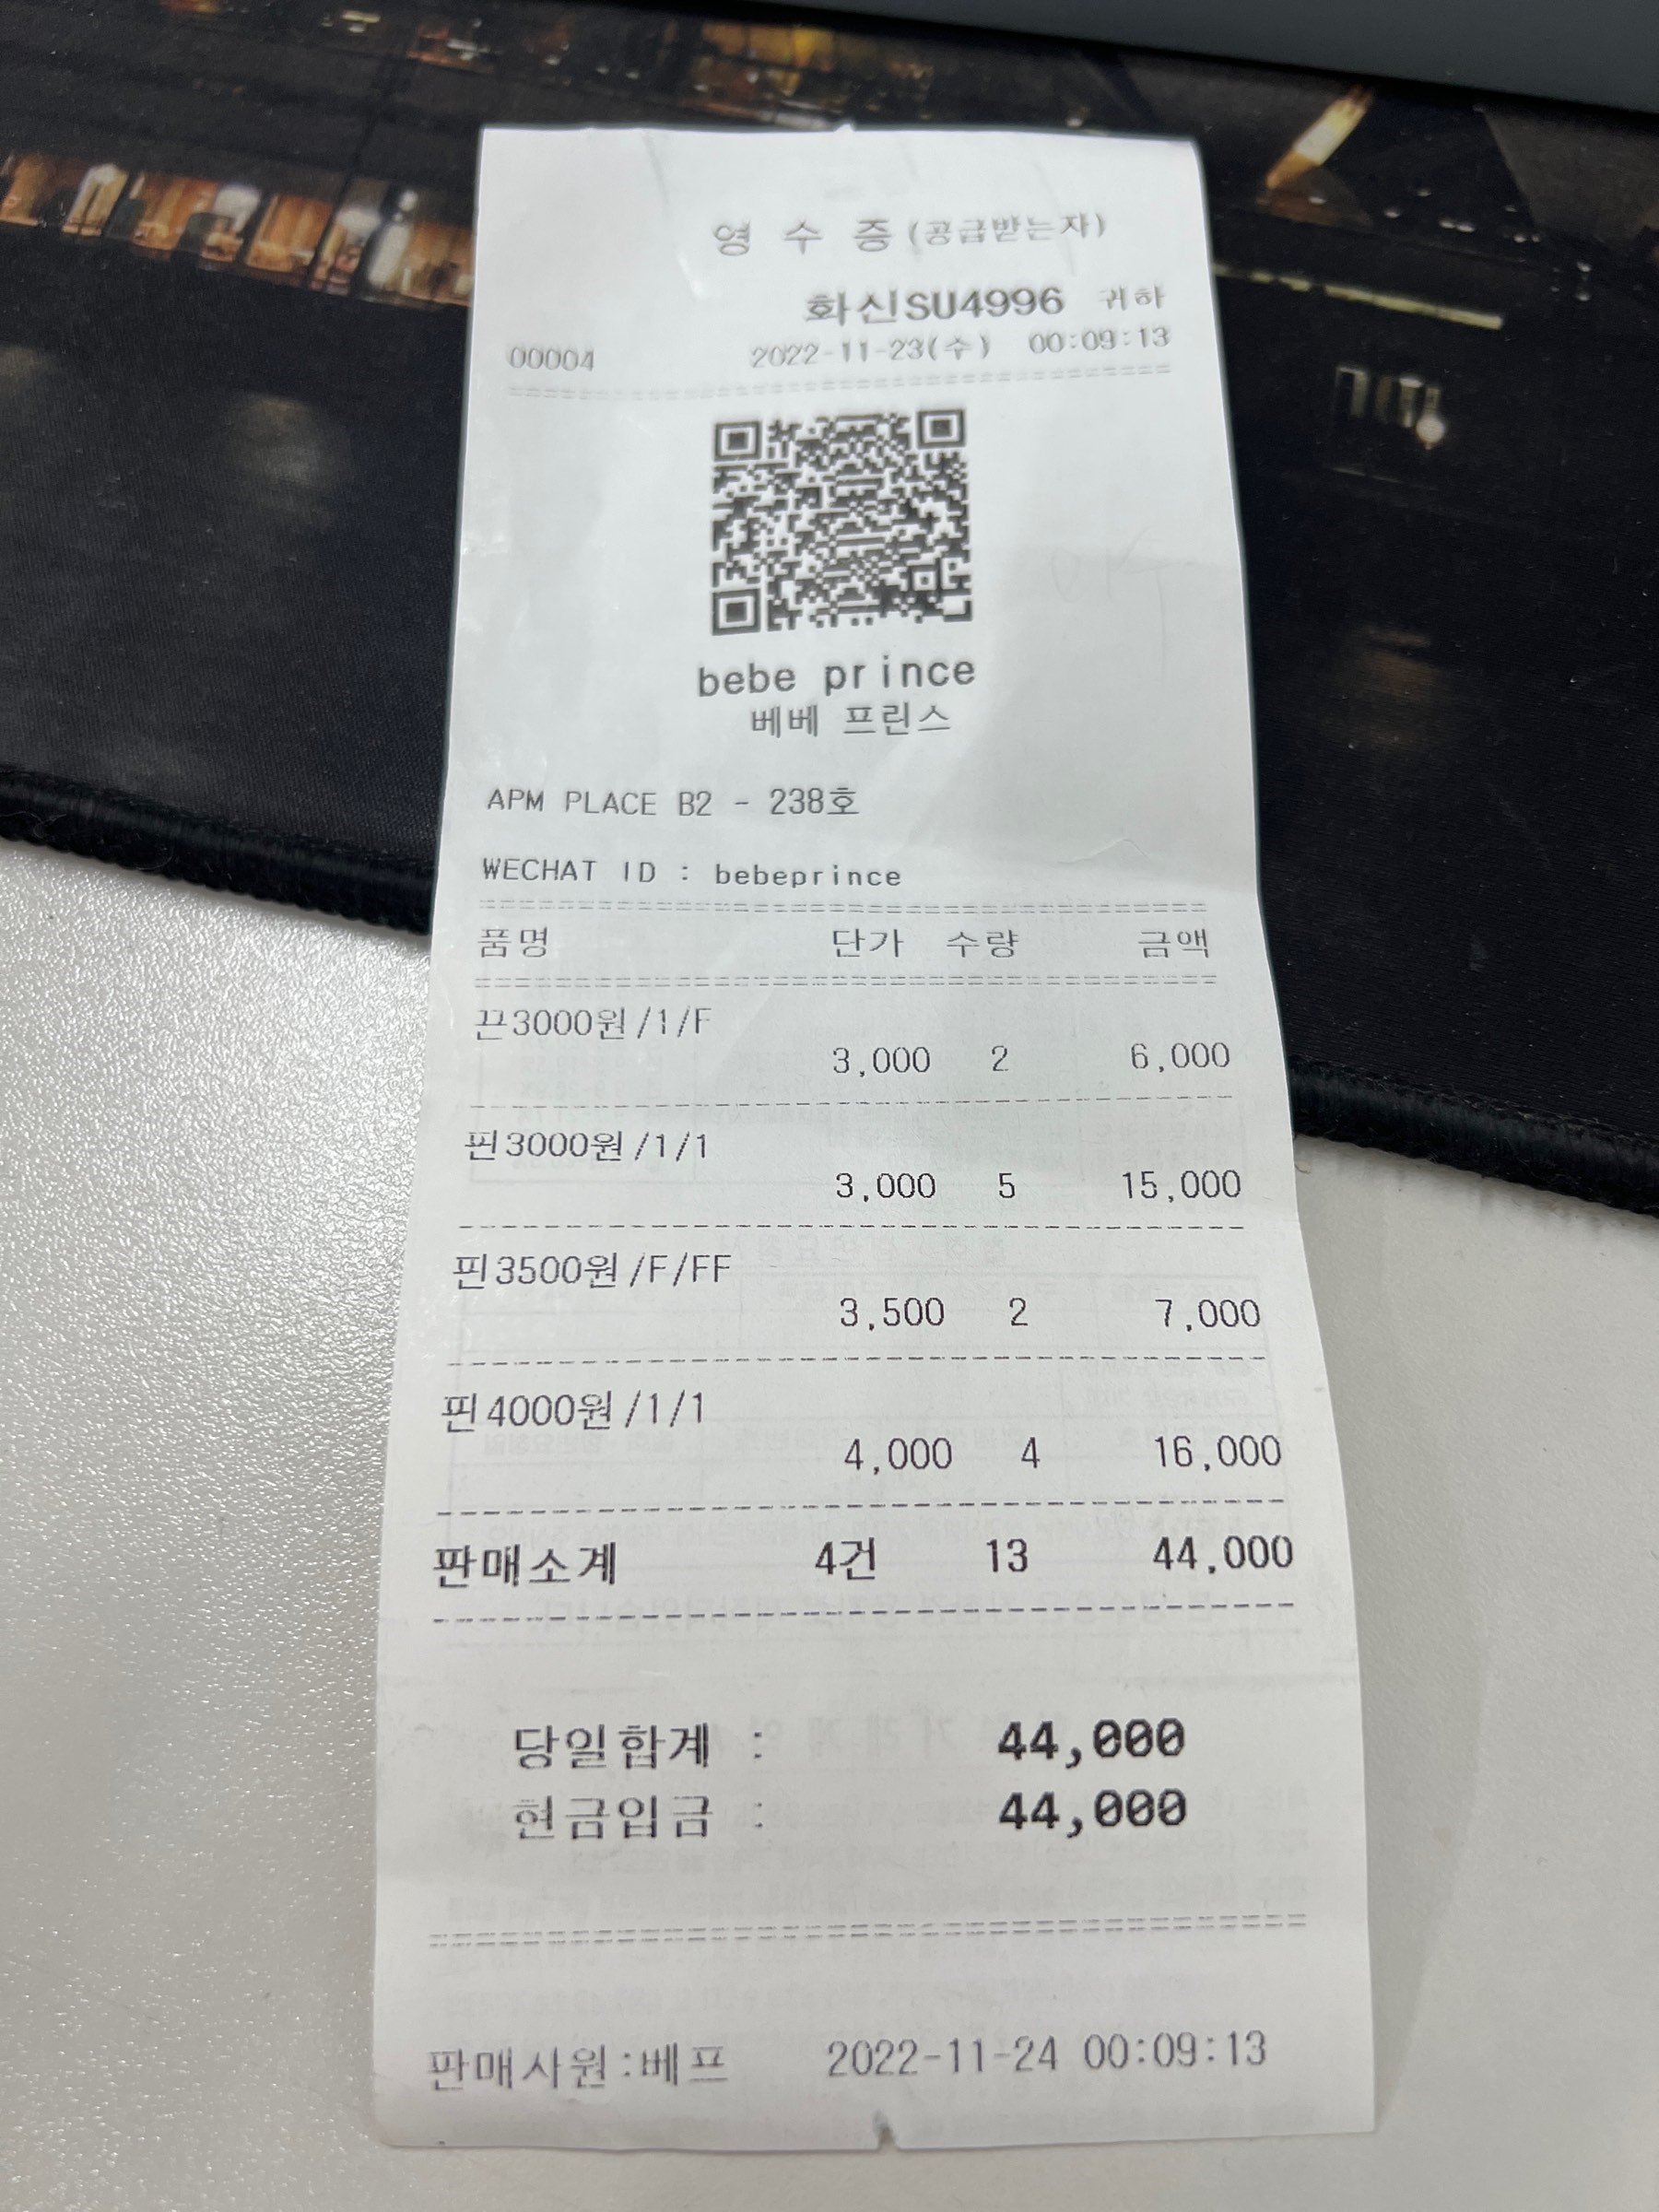 영 수 증 (공급받는자)
화신SU4996 귀하
00004 2022-11-23(수) 00:09:13
bebe prince
베베 프린스
APM PLACE B2 - 238호
WECHAT ID : bebeprince
품명 단가 수량 금액
끈3000원/1/F
3,000 2 6,000
핀3000원/1/1
3,000 5 15,000
핀3500원/F/FF
3,500 2 7,000
핀4000원/1/1
4,000 4 16,000
판매소계 4건 13 44,000
당일합계 : 44,000
현금입금 : 44,000
판매사원:베프 2022-11-24 00:09:13